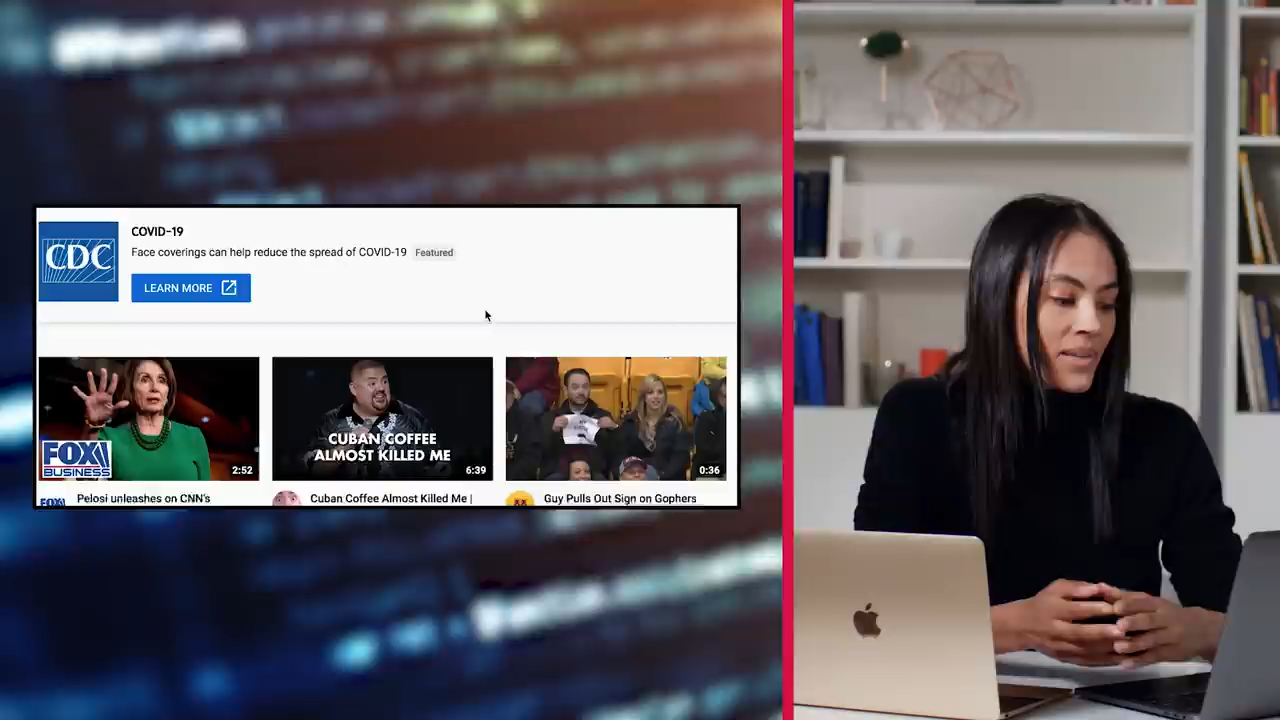 COVID-19
CDC
Face coverings can help reduce the spread of COVID-19 Featured
LEARN MORE
FOX
BUSINESS
2:52
CUBAN COFFEE
ALMOST KILLED ME
6:39
0:36
FOX
Pelosi unleashes on CNN's
Cuban Coffee Almost Killed Me |
Guy Pulls Out Sign on Gophers